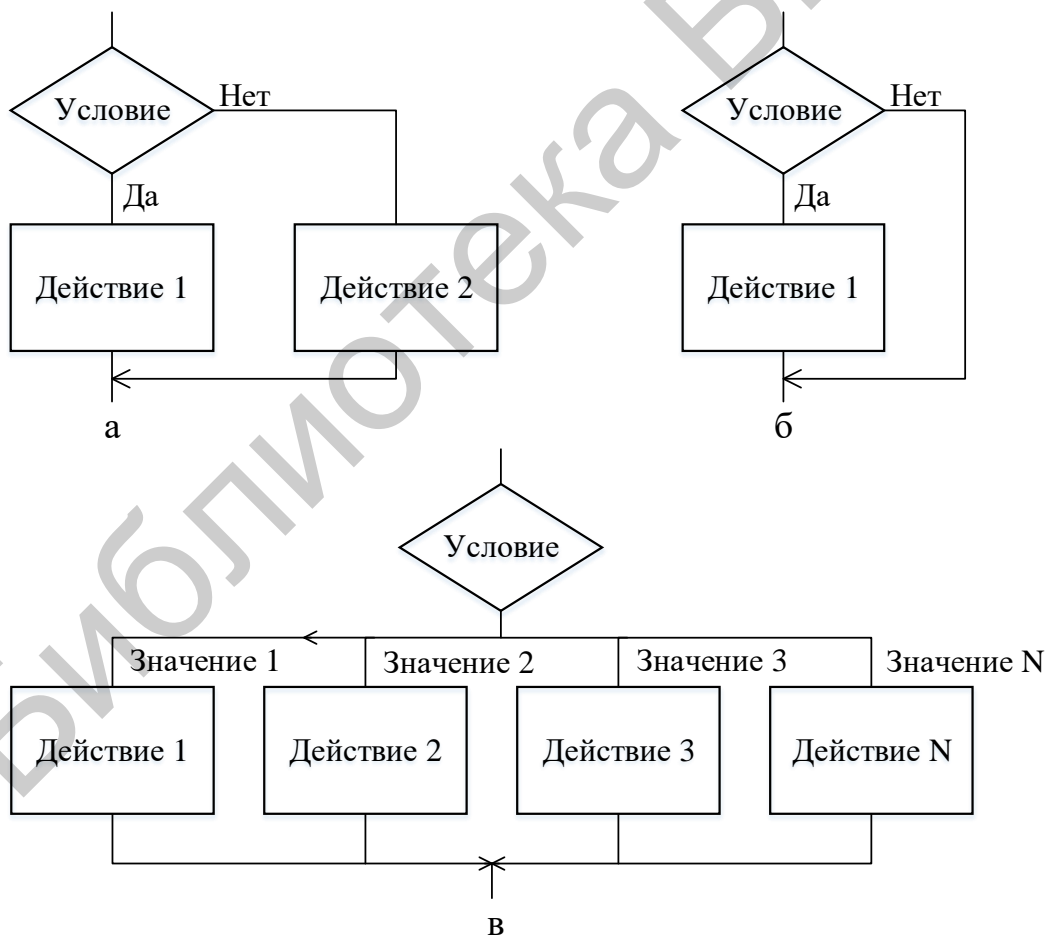 Условие
Нет
Да
Действие 1
Действие 2
а
Условие
Нет
Да
Действие 1
б
Условие
Значение 1
Значение 2
Значение 3
Значение N
Действие 1
Действие 2
Действие 3
Действие N
в
Библиотека